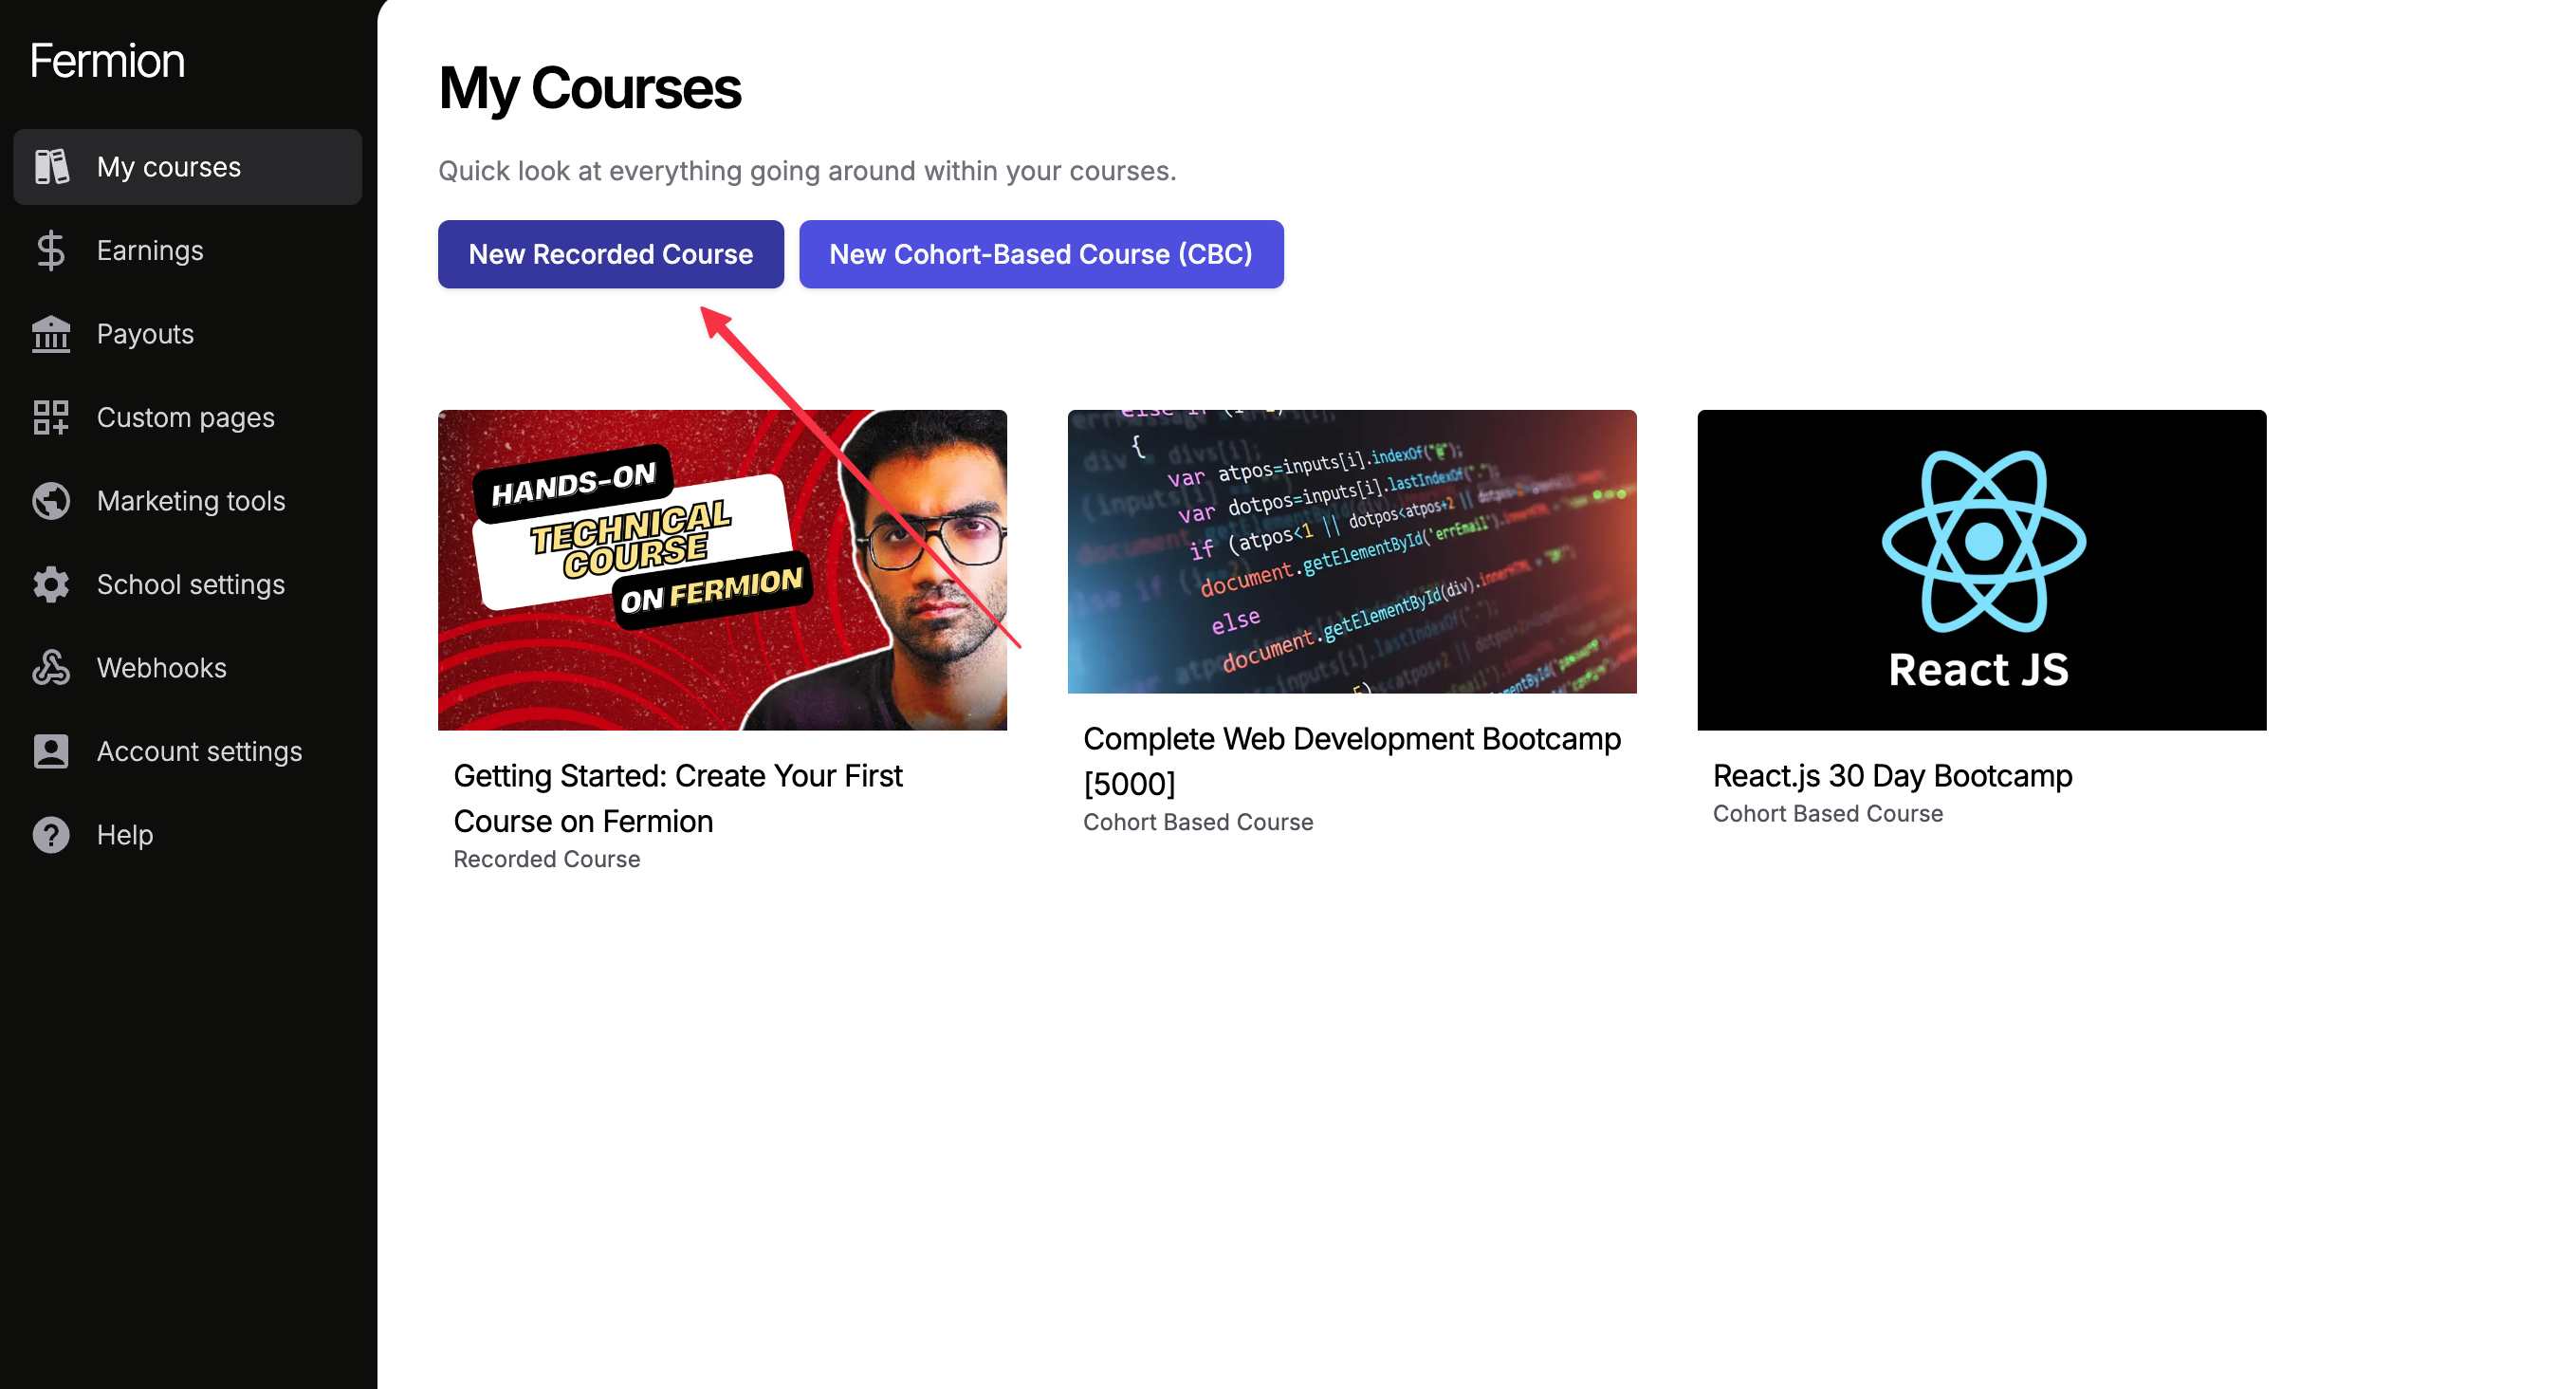 Fermion
My courses
Earnings
Payouts
Custom pages
Marketing tools
School settings
Webhooks
Account settings
Help
My Courses
Quick look at everything going around within your courses.
New Recorded Course
New Cohort-Based Course (CBC)
HANDS-ON
TECHNICAL
COURSE
ON FERMION
Getting Started: Create Your First
Course on Fermion
Recorded Course
{
var atpos=inputs[i].indexOf("@");
var dotpos=inputs[i].lastIndexOf(".");
if (atpos<1 || dotpos<atpos+2 ||
document.getElementById('errEmail').innerHTML
else
document.getElementById(div).innerHTML
Complete Web Development Bootcamp
[5000]
Cohort Based Course
React JS
React.js 30 Day Bootcamp
Cohort Based Course